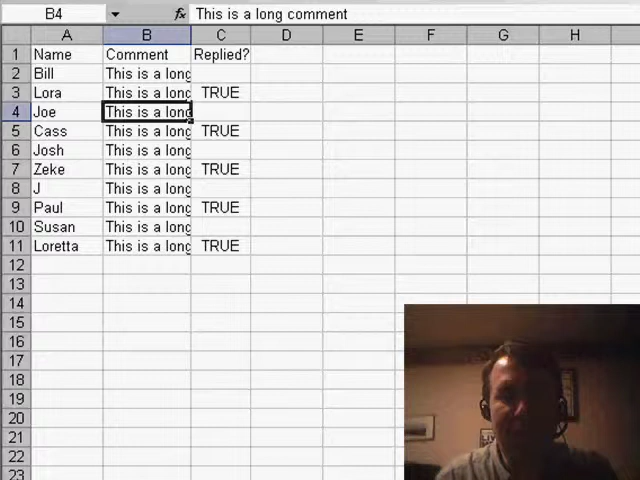 B4 fx This is a long comment
A B C D E F G H
1 Name Comment Replied?
2 Bill This is a long
3 Lora This is a long TRUE
4 Joe This is a long
5 Cass This is a long TRUE
6 Josh This is a long
7 Zeke This is a long TRUE
8 J This is a long
9 Paul This is a long TRUE
10 Susan This is a long
11 Loretta This is a long TRUE
12
13
14
15
16
17
18
19
20
21
22
23